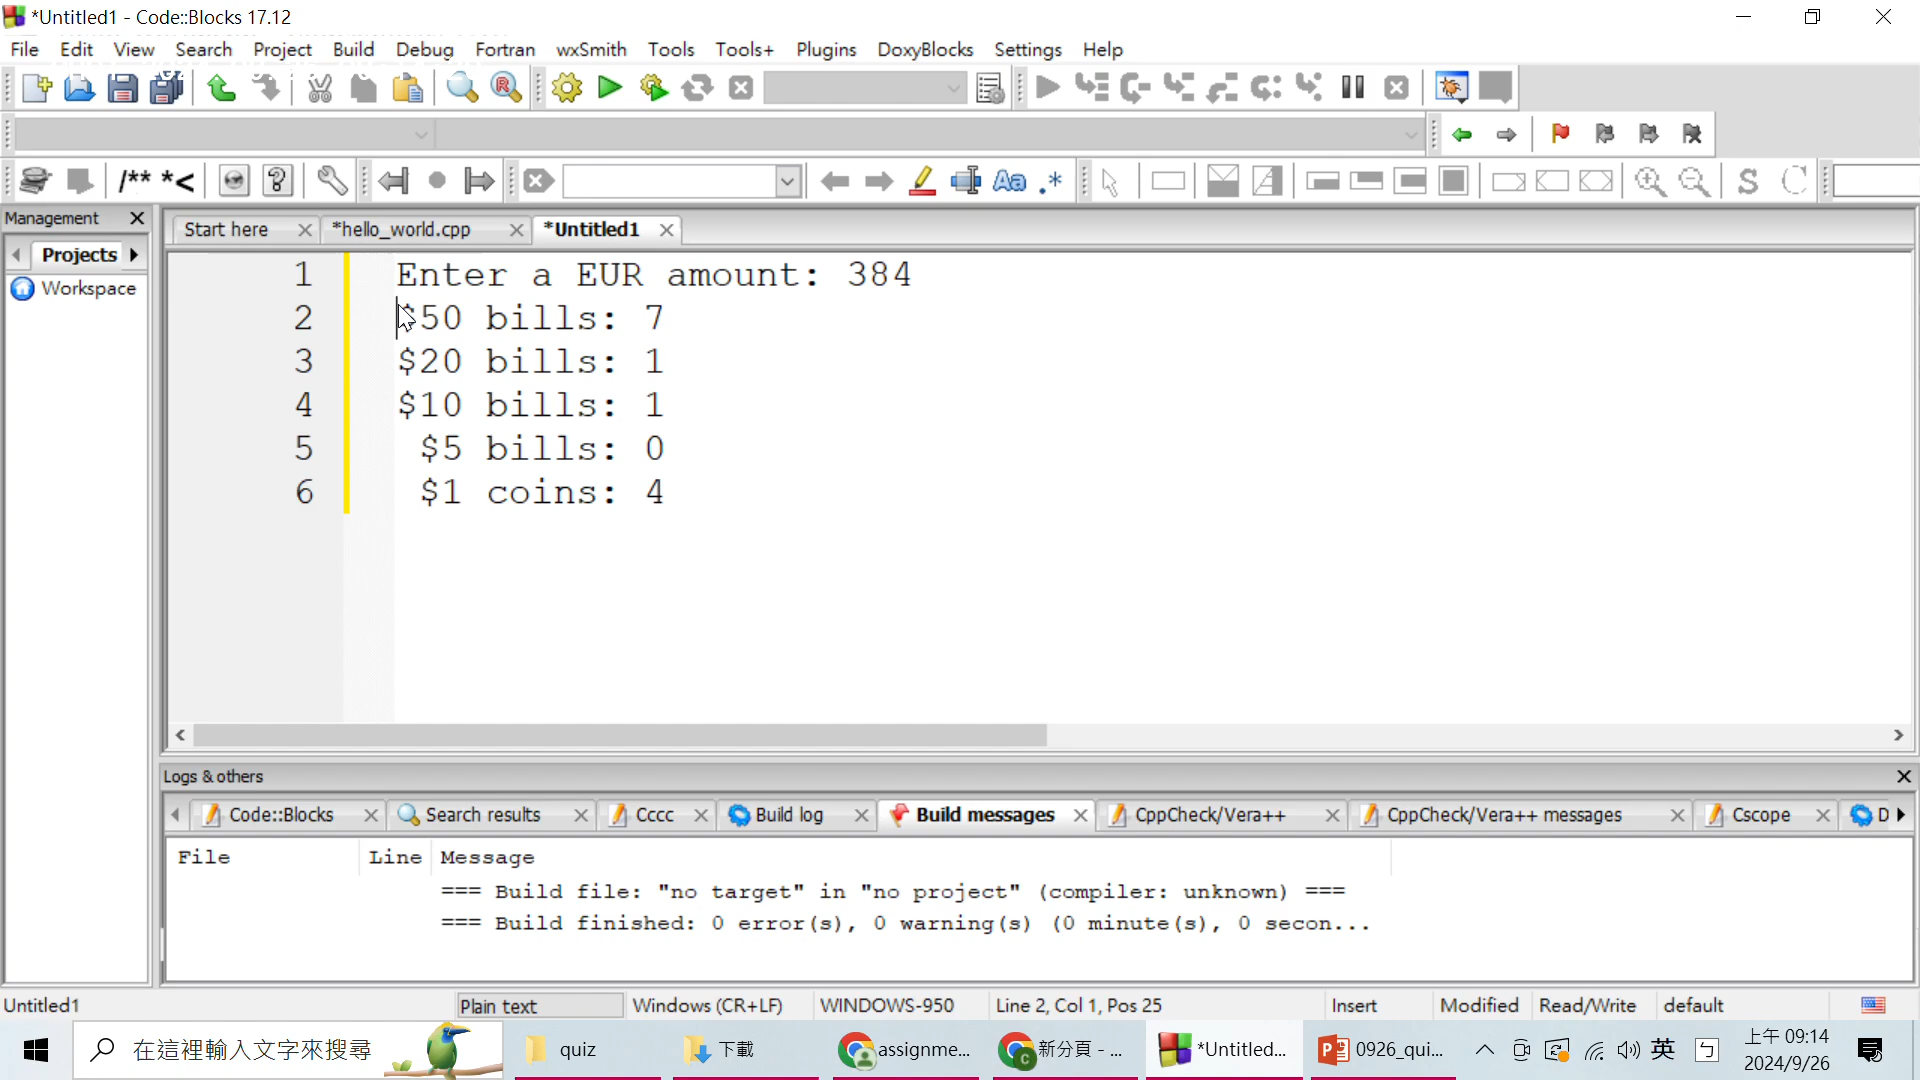 *Untitled1 - Code::Blocks 17.12
File Edit View Search Project Build Debug Fortran wxSmith Tools Tools+ Plugins DoxyBlocks Settings Help
/** *<
Aa .* S
Management
Start here *hello_world.cpp *Untitled1
Projects
Workspace
1 Enter a EUR amount: 384
2 $50 bills: 7
3 $20 bills: 1
4 $10 bills: 1
5 $5 bills: 0
6 $1 coins: 4
Logs & others
Code::Blocks Search results Cccc Build log Build messages CppCheck/Vera++ CppCheck/Vera++ messages Cscope D
File Line Message
=== Build file: "no target" in "no project" (compiler: unknown) ===
=== Build finished: 0 error(s), 0 warning(s) (0 minute(s), 0 secon...
Untitled1 Plain text Windows (CR+LF) WINDOWS-950 Line 2, Col 1, Pos 25 Insert Modified Read/Write default
在這裡輸入文字來搜尋 quiz 下載 assignme... 新分頁 - ... *Untitled... 0926_qui... 英 ㄅ 上午 09:14
2024/9/26